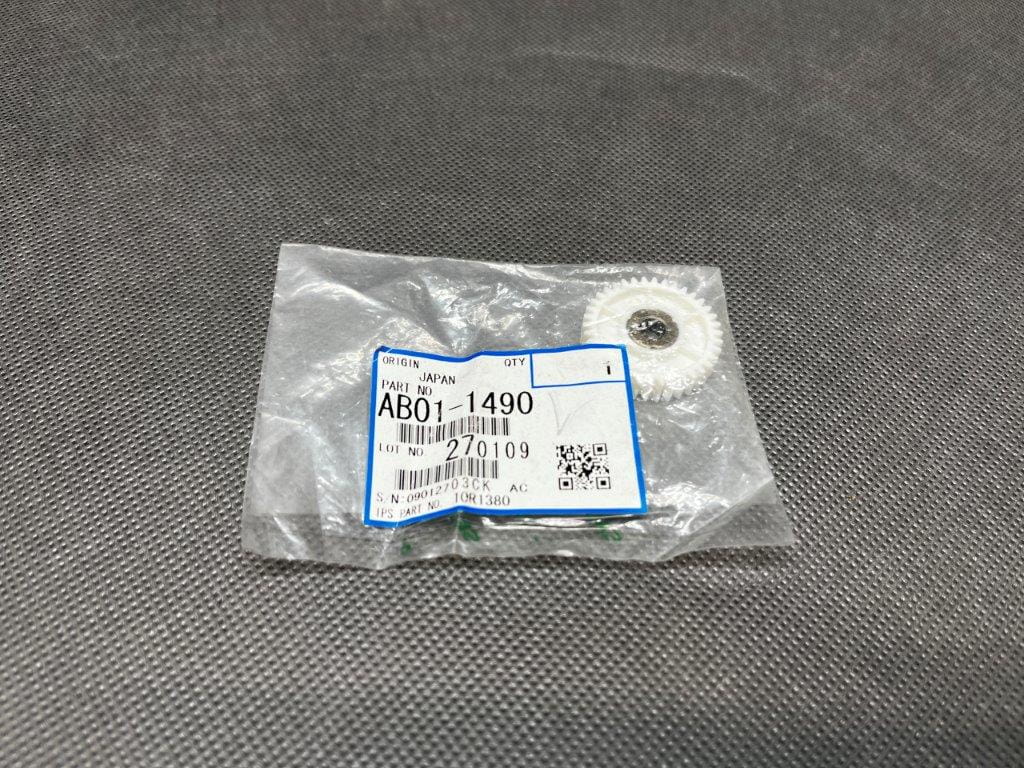 ORIGIN QTY 1
JAPAN
PART NO
AB01-1490
LOT NO. 270109
S/N:09012703CK AC
IPS PART NO. 10R1380